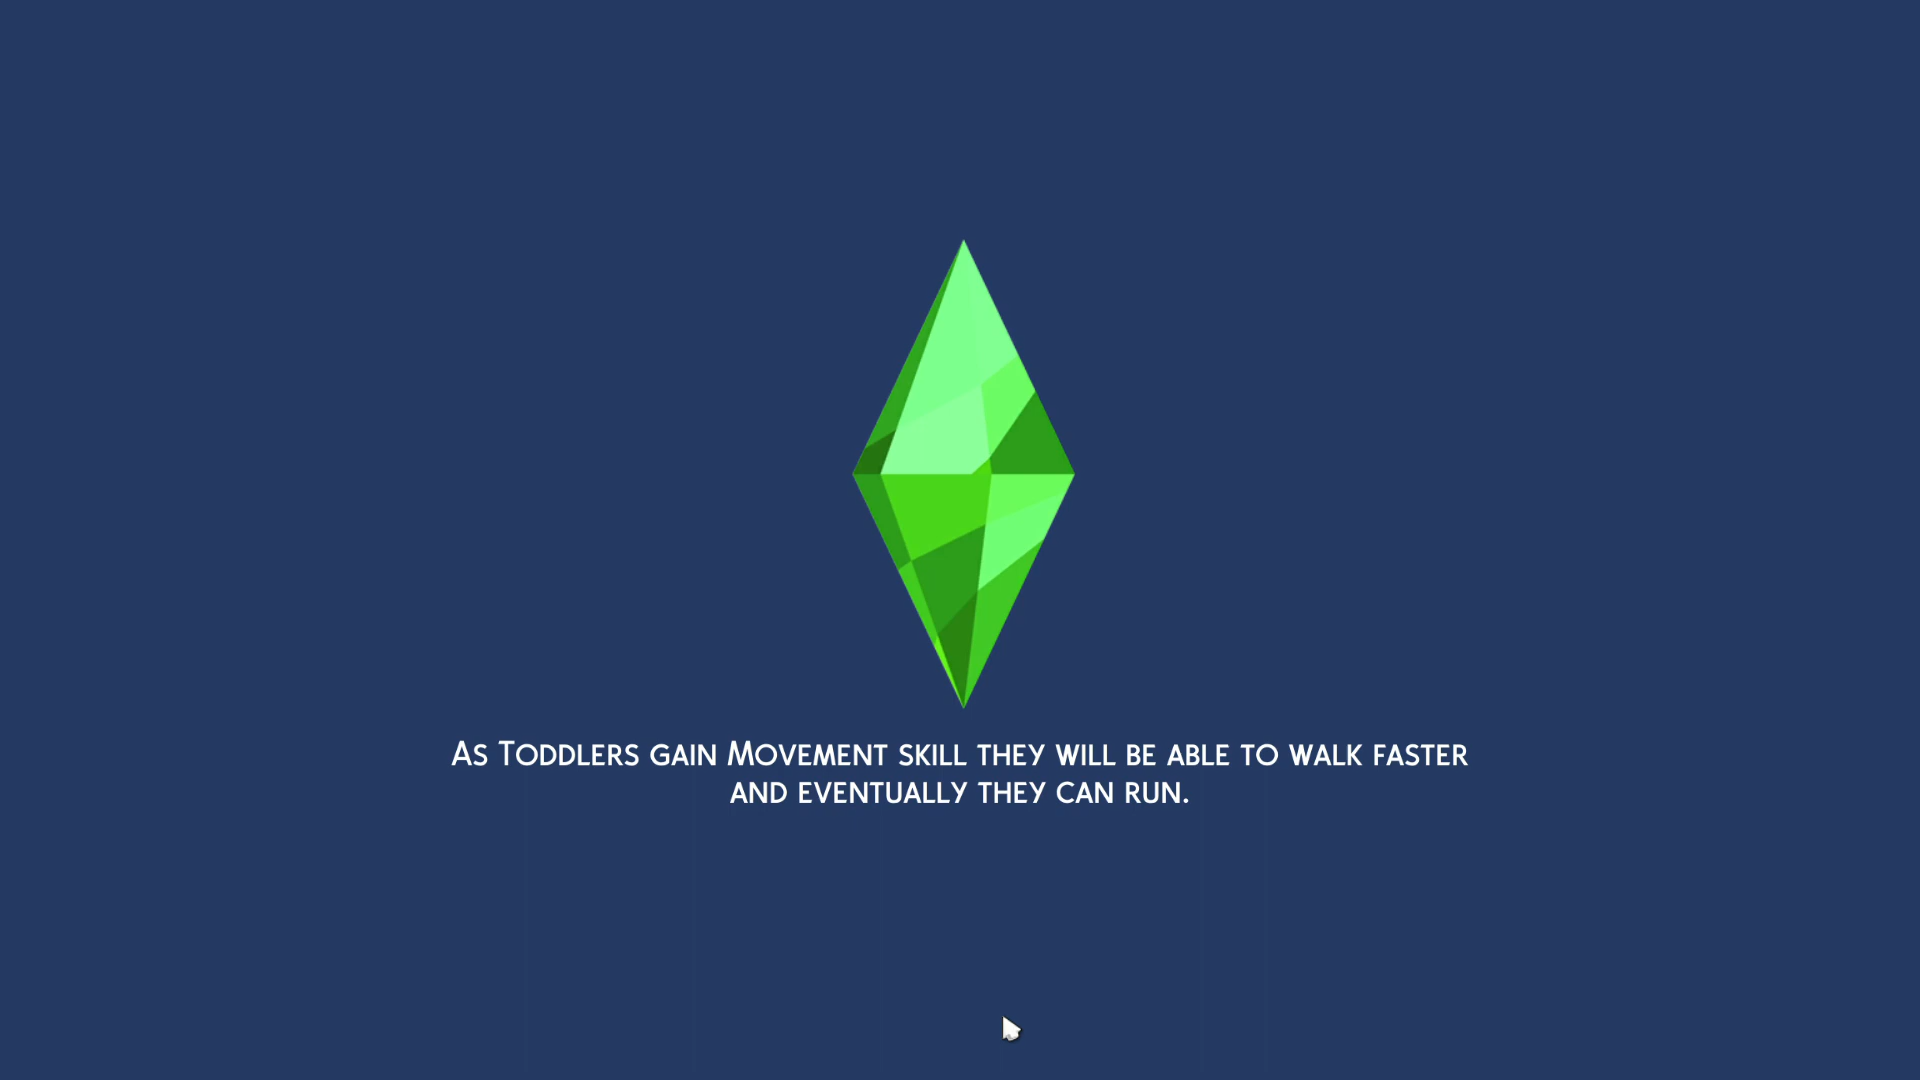 As Toddlers gain Movement skill they will be able to walk faster
and eventually they can run.